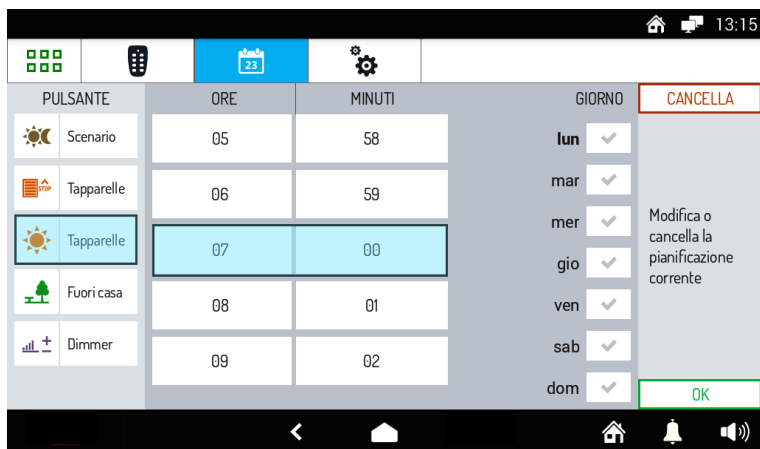 13:15
23
PULSANTE ORE MINUTI GIORNO CANCELLA
Scenario 05 58 lun
STOP Tapparelle 06 59 mar
Tapparelle 07 00 mer
Fuori casa 08 01 gio
Dimmer 09 02 ven
sab
dom
Modifica o
cancella la
pianificazione
corrente
OK